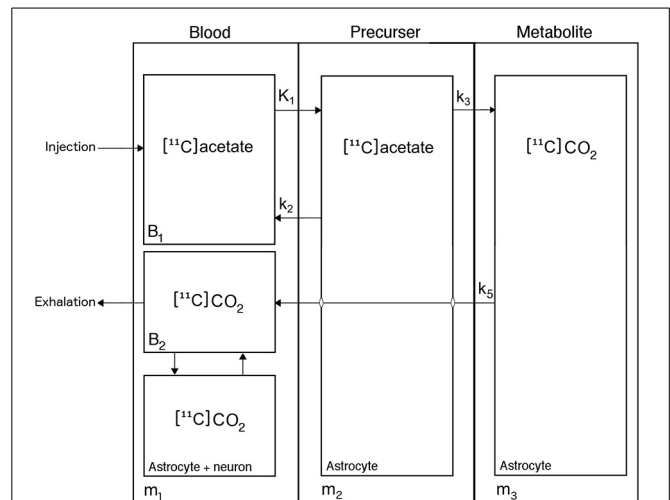 Blood
Precurser
Metabolite
K₁
k₃
Injection
[¹¹C]acetate
[¹¹C]acetate
[¹¹C]CO₂
k₂
B₁
k₅
Exhalation
[¹¹C]CO₂
B₂
[¹¹C]CO₂
Astrocyte + neuron
Astrocyte
Astrocyte
m₁
m₂
m₃